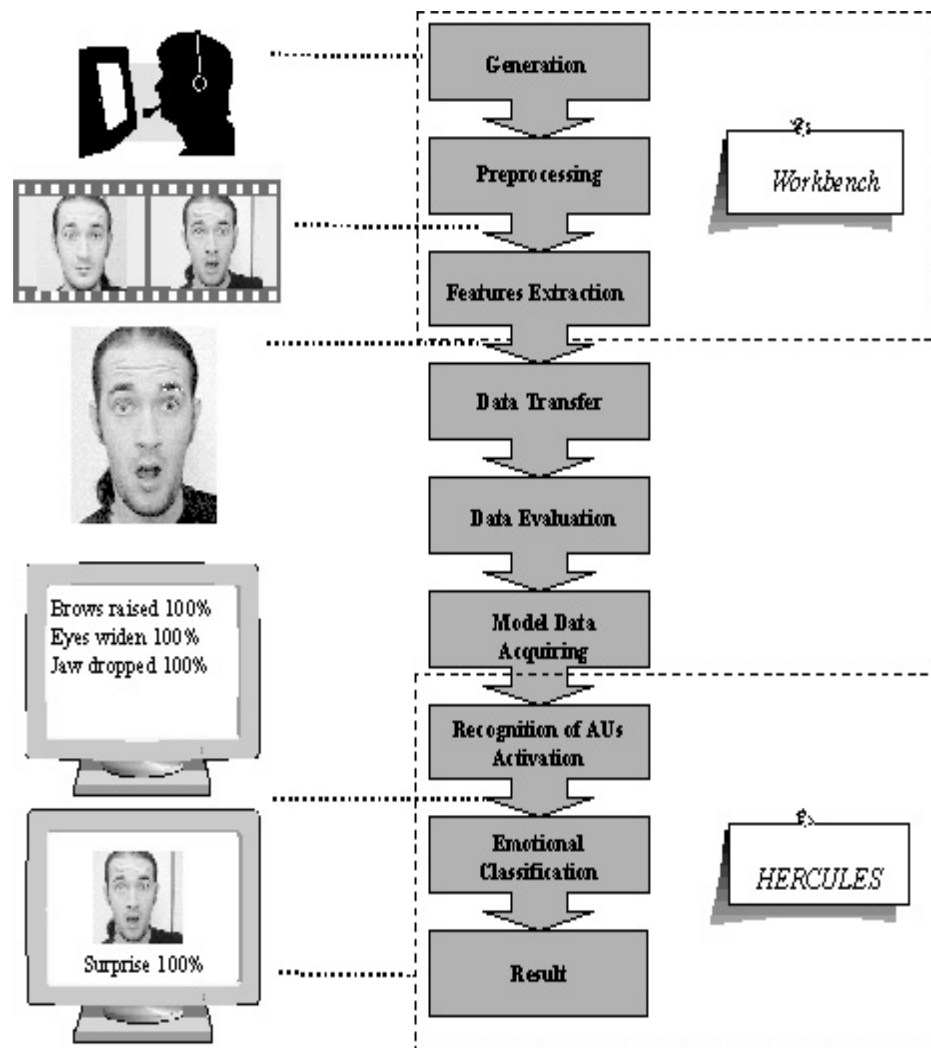 Generation
Preprocessing
Workbench
Features Extraction
Data Transfer
Data Evaluation
Brows raised 100%
Eyes widen 100%
Jaw dropped 100%
Model Data
Acquiring
Recognition of AUs
Activation
Emotional
Classification
HERCULES
Surprise 100%
Result